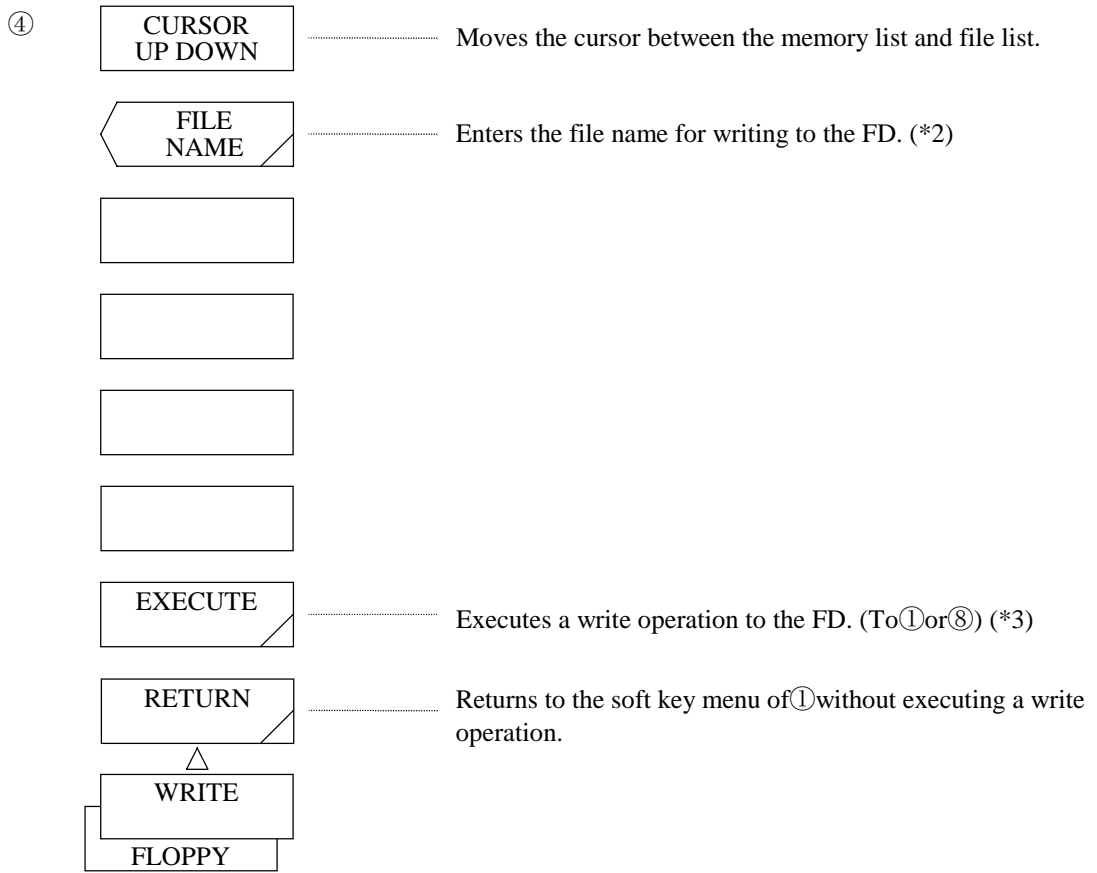 ④
CURSOR
UP DOWN
Moves the cursor between the memory list and file list.
FILE
NAME
Enters the file name for writing to the FD. (*2)
EXECUTE
Executes a write operation to the FD. (To①or⑧) (*3)
RETURN
Returns to the soft key menu of①without executing a write
operation.
WRITE
FLOPPY